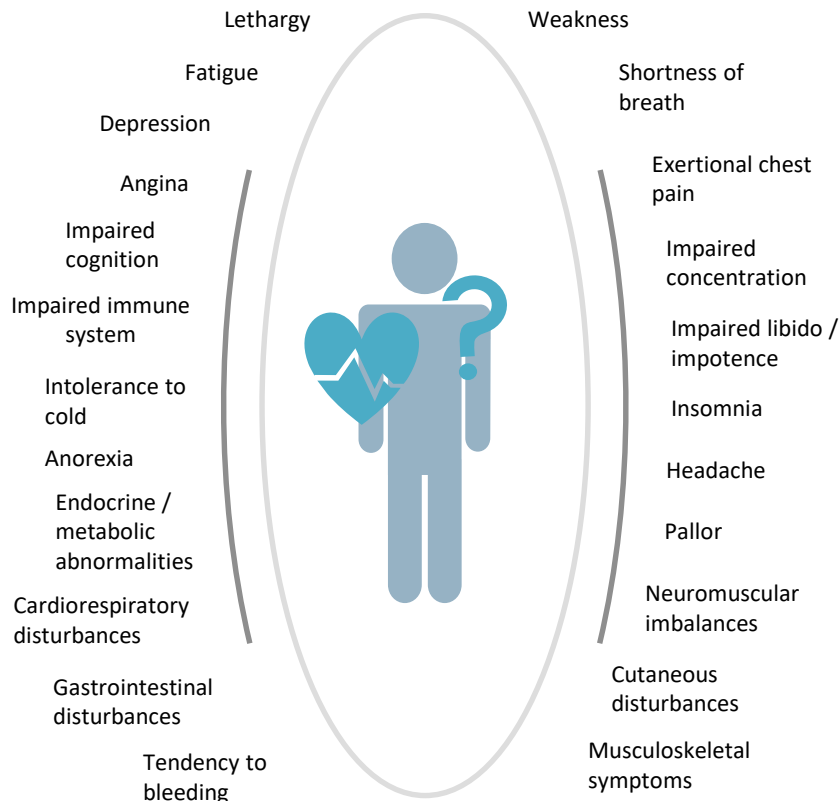 Lethargy
Weakness
Fatigue
Shortness of
breath
Depression
Angina
Exertional chest
pain
Impaired
cognition
Impaired
concentration
Impaired immune
system
Impaired libido /
impotence
Intolerance to
cold
Insomnia
Anorexia
Headache
Endocrine /
metabolic
abnormalities
Pallor
Cardiorespiratory
disturbances
Neuromuscular
imbalances
Gastrointestinal
disturbances
Cutaneous
disturbances
Tendency to
bleeding
Musculoskeletal
symptoms